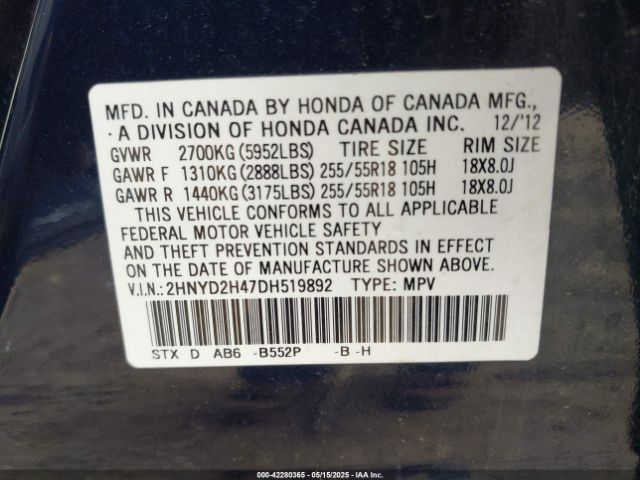 MFD. IN CANADA BY HONDA OF CANADA MFG.,
· A DIVISION OF HONDA CANADA INC. 12/'12
GVWR 2700KG (5952LBS) TIRE SIZE RIM SIZE
GAWR F 1310KG (2888LBS) 255/55R18 105H 18X8.0J
GAWR R 1440KG (3175LBS) 255/55R18 105H 18X8.0J
THIS VEHICLE CONFORMS TO ALL APPLICABLE
FEDERAL MOTOR VEHICLE SAFETY
AND THEFT PREVENTION STANDARDS IN EFFECT
ON THE DATE OF MANUFACTURE SHOWN ABOVE.
V.I.N.: 2HNYD2H47DH519892 TYPE: MPV
STX D AB6 -B552P -B -H
000-42280365 - 05/15/2025 - IAA Inc.